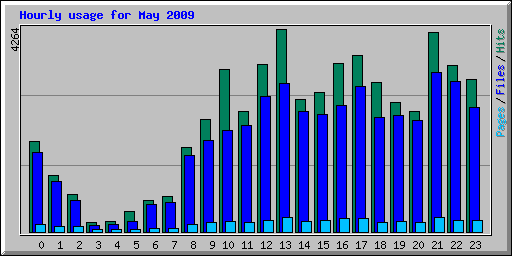 Hourly usage for May 2009
4264
Pages/Files/Hits
0 1 2 3 4 5 6 7 8 9 10 11 12 13 14 15 16 17 18 19 20 21 22 23